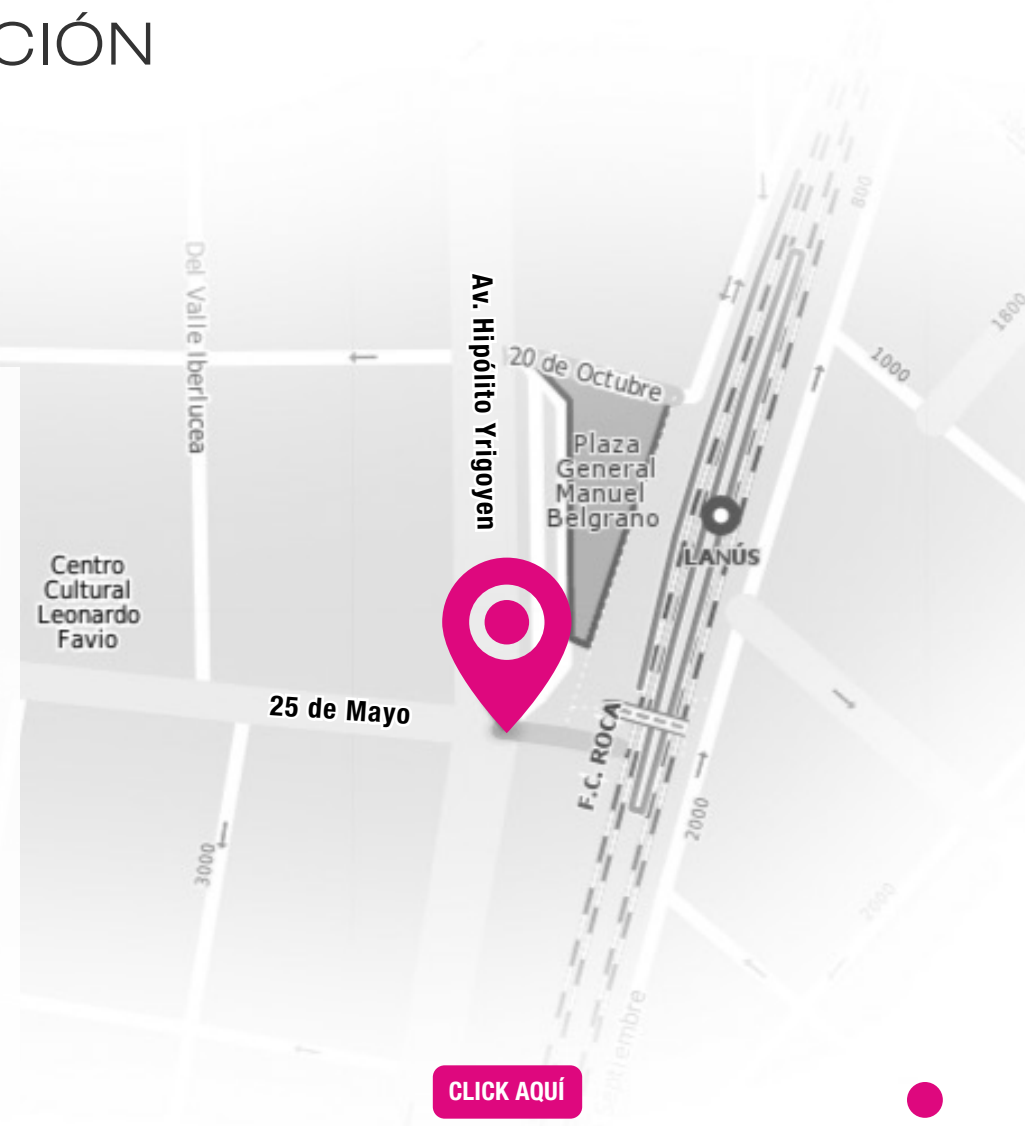 CIÓN
800
Del Valle Iberlucea
Av. Hipólito Yrigoyen
1800
20 de Octubre
1000
Plaza
General
Manuel
Belgrano
LANÚS
Centro
Cultural
Leonardo
Favio
25 de Mayo
F.C. ROCA
2000
3000
2000
Septiembre
CLICK AQUÍ